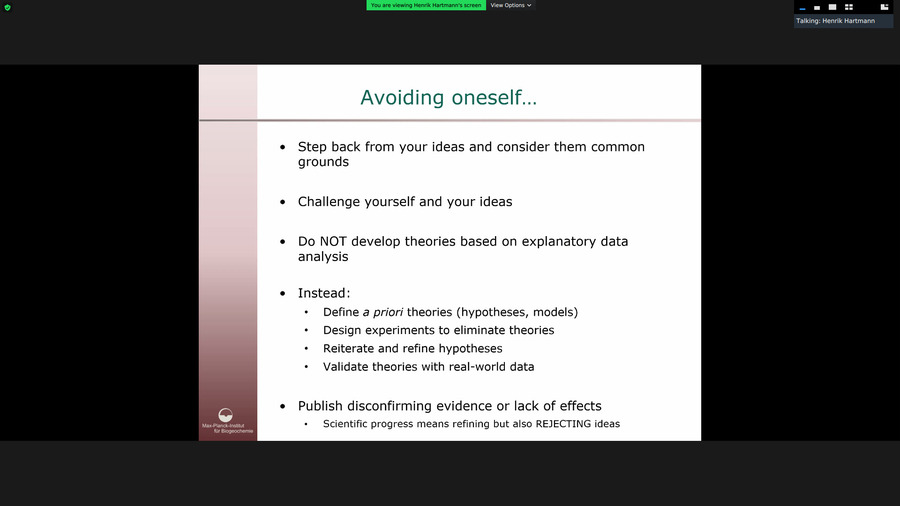 You are viewing Henrik Hartmann's screen
View Options
Talking: Henrik Hartmann
Avoiding oneself…
• Step back from your ideas and consider them common
grounds
• Challenge yourself and your ideas
• Do NOT develop theories based on explanatory data
analysis
• Instead:
• Define a priori theories (hypotheses, models)
• Design experiments to eliminate theories
• Reiterate and refine hypotheses
• Validate theories with real-world data
• Publish disconfirming evidence or lack of effects
• Scientific progress means refining but also REJECTING ideas
Max-Planck-Institut
für Biogeochemie